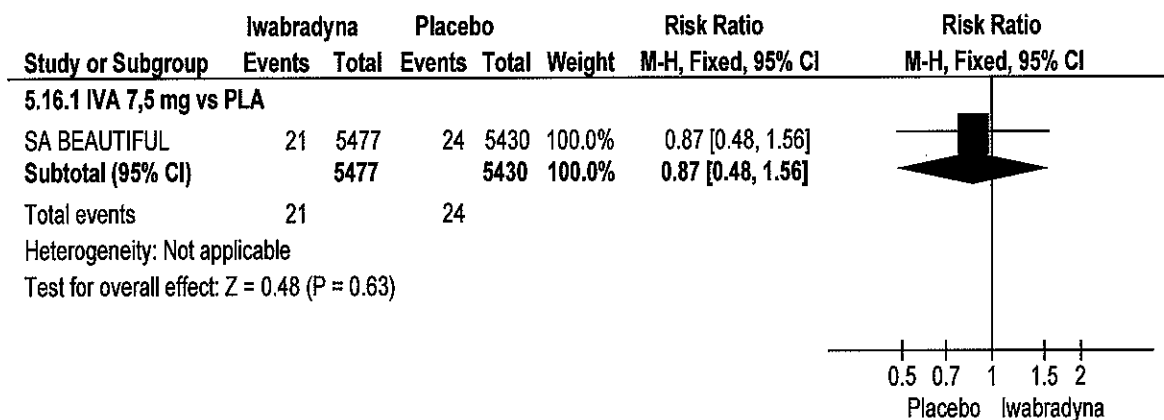 Iwabradyna Placebo Risk Ratio Risk Ratio
Study or Subgroup Events Total Events Total Weight M-H, Fixed, 95% CI M-H, Fixed, 95% CI
5.16.1 IVA 7,5 mg vs PLA
SA BEAUTIFUL 21 5477 24 5430 100.0% 0.87 [0.48, 1.56]
Subtotal (95% CI) 5477 5430 100.0% 0.87 [0.48, 1.56]
Total events 21 24
Heterogeneity: Not applicable
Test for overall effect: Z = 0.48 (P = 0.63)
0.5 0.7 1 1.5 2
Placebo Iwabradyna